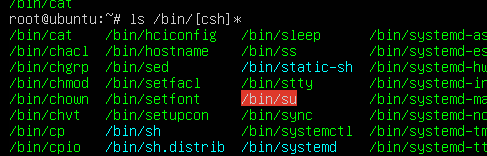 /bin/cat
root@ubuntu:~# ls /bin/[csh]*
/bin/cat /bin/hciconfig /bin/sleep /bin/systemd-as
/bin/chacl /bin/hostname /bin/ss /bin/systemd-es
/bin/chgrp /bin/sed /bin/static-sh /bin/systemd-hw
/bin/chmod /bin/setfacl /bin/stty /bin/systemd-in
/bin/chown /bin/setfont /bin/su /bin/systemd-ma
/bin/chvt /bin/setupcon /bin/sync /bin/systemd-no
/bin/cp /bin/sh /bin/systemctl /bin/systemd-tm
/bin/cpio /bin/sh.distrib /bin/systemd /bin/systemd-tt